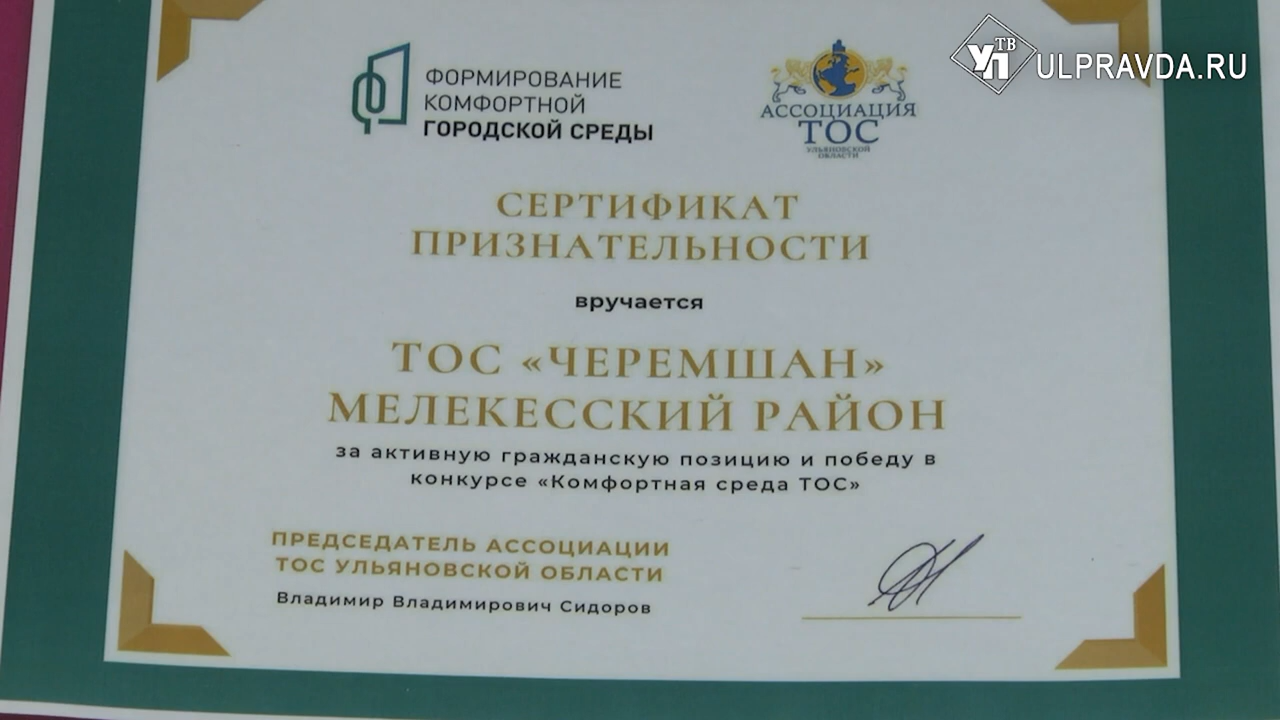 УП ТВ
ULPRAVDA.RU
ФОРМИРОВАНИЕ
КОМФОРТНОЙ
ГОРОДСКОЙ СРЕДЫ
АССОЦИАЦИЯ
ТОС
УЛЬЯНОВСКОЙ
ОБЛАСТИ
СЕРТИФИКАТ
ПРИЗНАТЕЛЬНОСТИ
вручается
ТОС «ЧЕРЕМШАН»
МЕЛЕКЕССКИЙ РАЙОН
за активную гражданскую позицию и победу в
конкурсе «Комфортная среда ТОС»
ПРЕДСЕДАТЕЛЬ АССОЦИАЦИИ
ТОС УЛЬЯНОВСКОЙ ОБЛАСТИ
Владимир Владимирович Сидоров